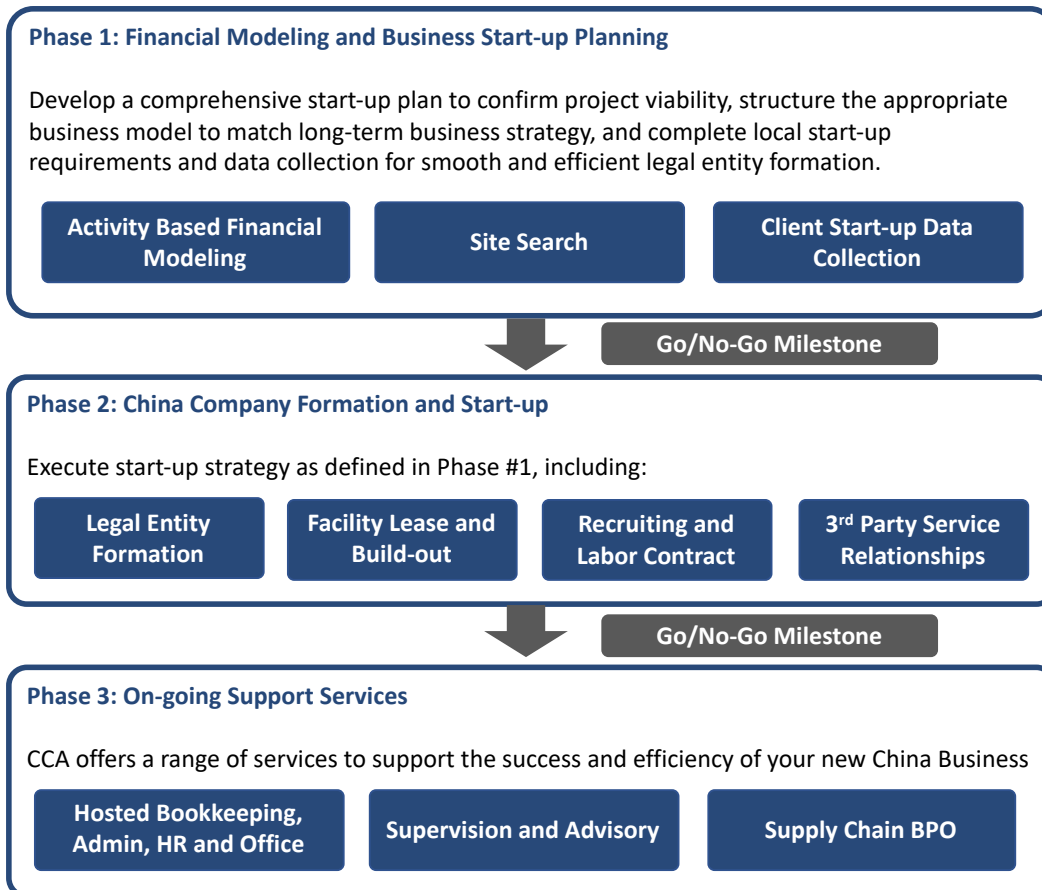 Phase 1: Financial Modeling and Business Start-up Planning
Develop a comprehensive start-up plan to confirm project viability, structure the appropriate
business model to match long-term business strategy, and complete local start-up
requirements and data collection for smooth and efficient legal entity formation.
Activity Based Financial
Modeling
Site Search
Client Start-up Data
Collection
Go/No-Go Milestone
Phase 2: China Company Formation and Start-up
Execute start-up strategy as defined in Phase #1, including:
Legal Entity
Formation
Facility Lease and
Build-out
Recruiting and
Labor Contract
3rd Party Service
Relationships
Go/No-Go Milestone
Phase 3: On-going Support Services
CCA offers a range of services to support the success and efficiency of your new China Business
Hosted Bookkeeping,
Admin, HR and Office
Supervision and Advisory
Supply Chain BPO